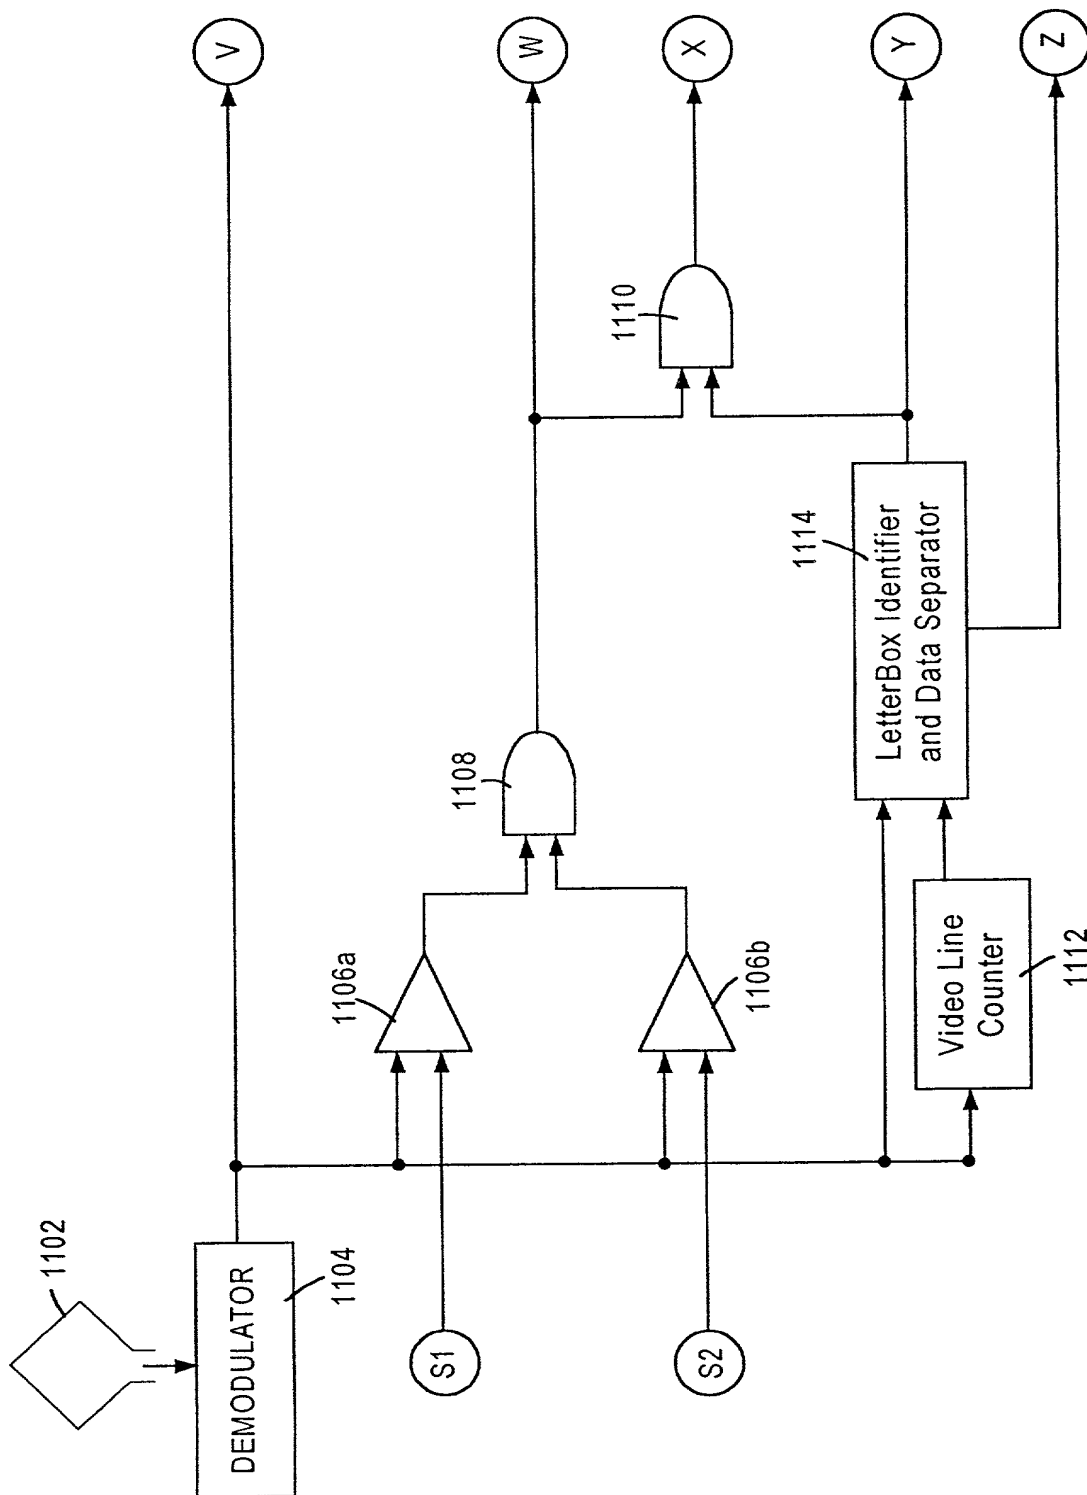 1102
DEMODULATOR
1104
V
S1
1106a
S2
1106b
1108
W
1110
X
Video Line
Counter
1112
LetterBox Identifier
and Data Separator
1114
Y
Z